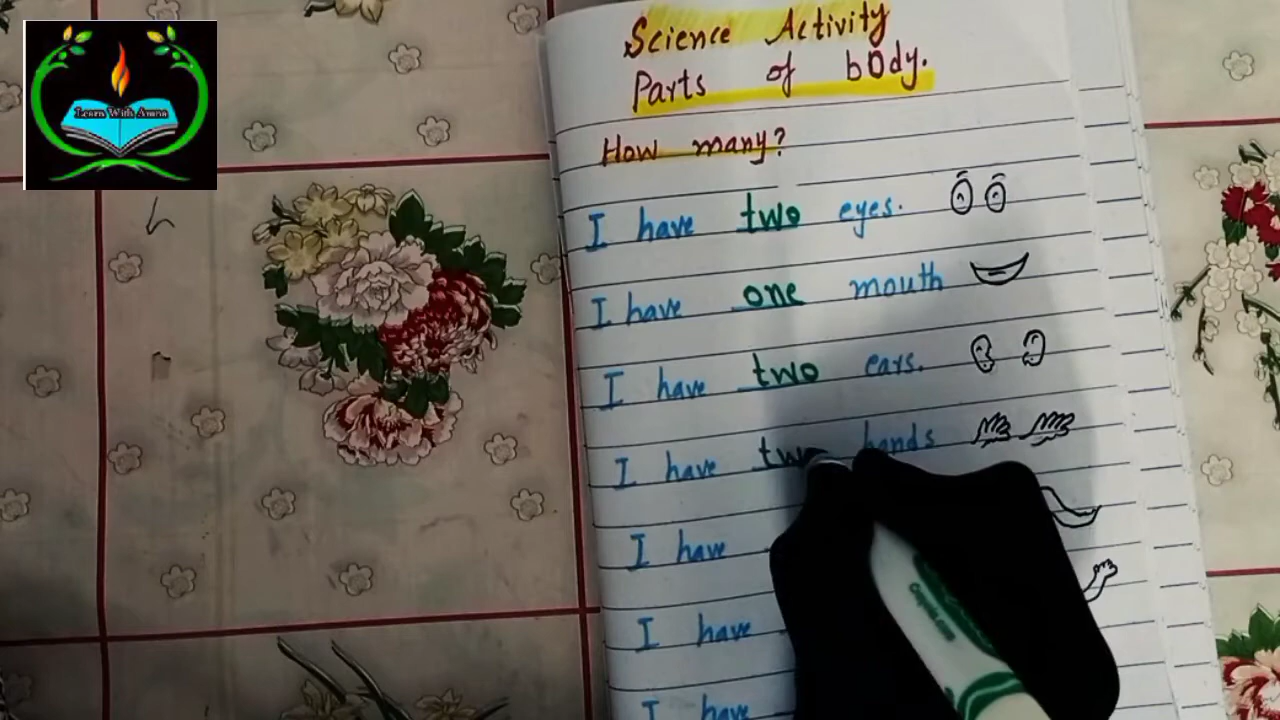 Learn With Amna
Science Activity
Parts of body.
How many?
I have two eyes.
I have one mouth
I have two ears.
I have two hands
I have
I have
I have